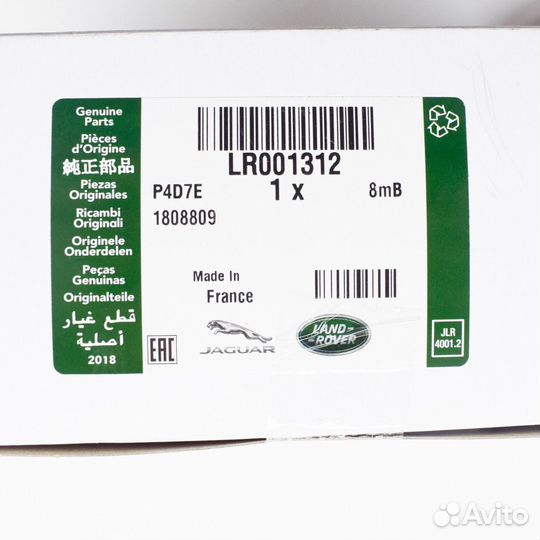 Genuine
Parts
Pièces
d'Origine
純正部品
Piezas
Originales
Ricambi
Originali
Originele
Onderdelen
Peças
Genuinas
Originalteile
قطع غيار
أصلية
2018
LR001312
P4D7E
1 x
8mB
1808809
Made In
France
EAC
JAGUAR
LAND-
-ROVER
JLR
4001.2
Avito